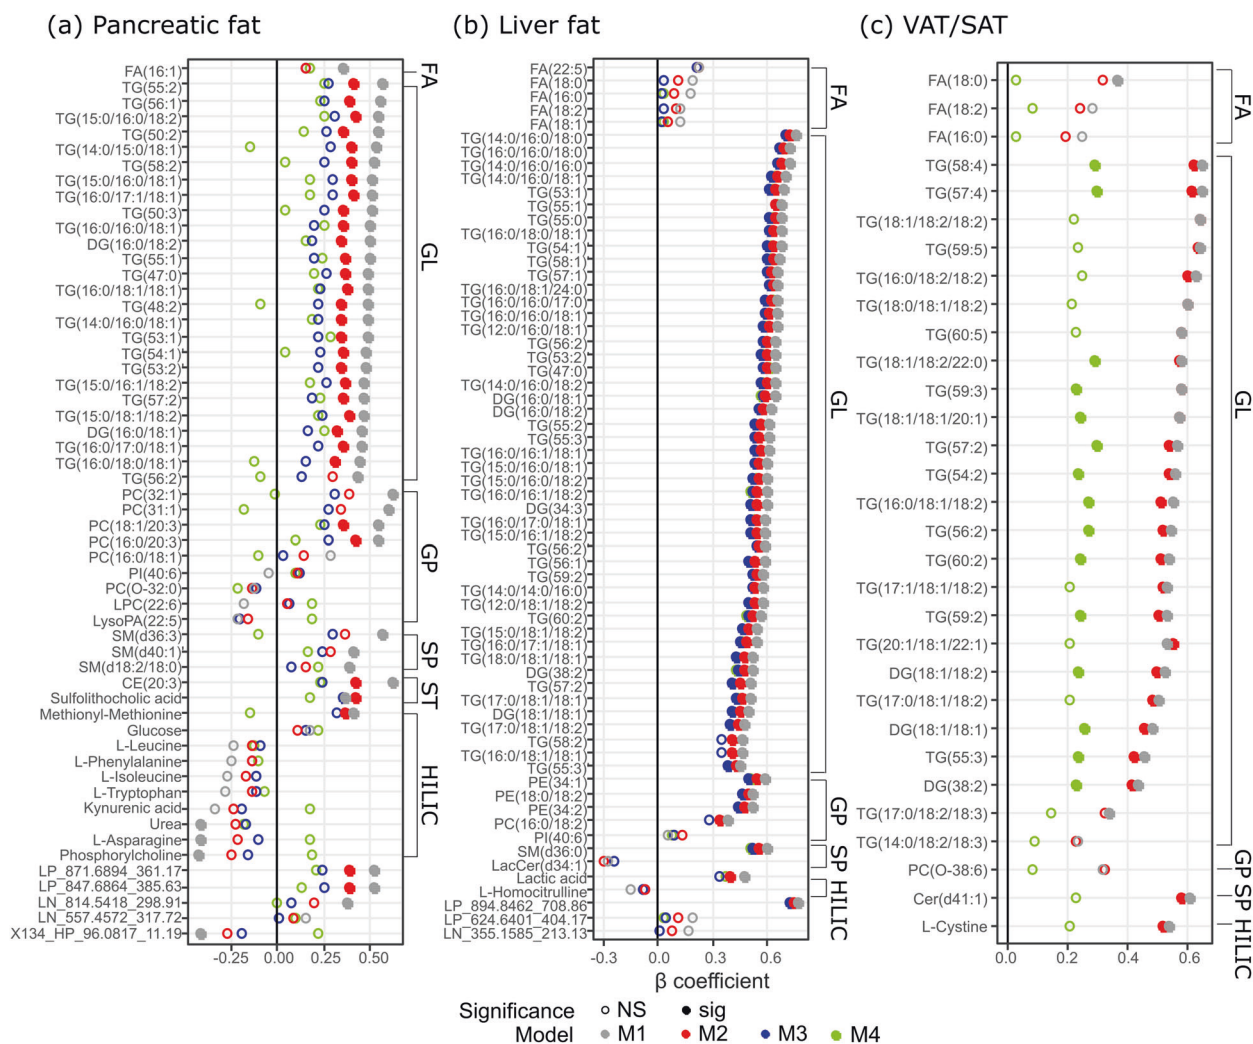 (a) Pancreatic fat
FA(16:1)
TG(55:2)
TG(56:1)
TG(15:0/16:0/18:2)
TG(50:2)
TG(14:0/15:0/18:1)
TG(58:2)
TG(15:0/16:0/18:1)
TG(16:0/17:1/18:1)
TG(50:3)
TG(16:0/16:0/18:1)
DG(16:0/18:2)
TG(55:1)
TG(47:0)
TG(16:0/18:1/18:1)
TG(48:2)
TG(14:0/16:0/18:1)
TG(53:1)
TG(54:1)
TG(53:2)
TG(15:0/16:1/18:2)
TG(57:2)
TG(15:0/18:1/18:2)
DG(16:0/18:1)
TG(16:0/17:0/18:1)
TG(16:0/18:0/18:1)
TG(56:2)
PC(32:1)
PC(31:1)
PC(18:1/20:3)
PC(16:0/20:3)
PC(16:0/18:1)
PI(40:6)
PC(O-32:0)
LPC(22:6)
LysoPA(22:5)
SM(d36:3)
SM(d40:1)
SM(d18:2/18:0)
CE(20:3)
Sulfolithocholic acid
Methionyl-Methionine
Glucose
L-Leucine
L-Phenylalanine
L-Isoleucine
L-Tryptophan
Kynurenic acid
Urea
L-Asparagine
Phosphorylcholine
LP_871.6894_361.17
LP_847.6864_385.63
LN_814.5418_298.91
LN_557.4572_317.72
X134_HP_96.0817_11.19
-0.25 0.00 0.25 0.50
FA
GL
GP
SP
ST
HILIC
(b) Liver fat
FA(22:5)
FA(18:0)
FA(16:0)
FA(18:2)
FA(18:1)
TG(14:0/16:0/18:0)
TG(16:0/16:0/18:0)
TG(14:0/16:0/16:0)
TG(14:0/16:0/18:1)
TG(53:1)
TG(55:1)
TG(55:0)
TG(16:0/18:0/18:1)
TG(54:1)
TG(58:1)
TG(57:1)
TG(16:0/18:1/24:0)
TG(16:0/16:0/17:0)
TG(16:0/16:0/18:1)
TG(12:0/16:0/18:1)
TG(56:2)
TG(53:2)
TG(47:0)
TG(14:0/16:0/18:2)
DG(16:0/18:1)
DG(16:0/18:2)
TG(55:2)
TG(55:3)
TG(16:0/16:1/18:1)
TG(15:0/16:0/18:1)
TG(15:0/16:0/18:2)
TG(16:0/16:1/18:2)
DG(34:3)
TG(16:0/17:0/18:1)
TG(15:0/16:1/18:2)
TG(56:2)
TG(56:1)
TG(59:2)
TG(14:0/14:0/16:0)
TG(12:0/18:1/18:2)
TG(60:2)
TG(15:0/18:1/18:2)
TG(16:0/17:1/18:1)
TG(18:0/18:1/18:1)
DG(38:2)
TG(57:2)
TG(17:0/18:1/18:1)
DG(18:1/18:1)
TG(17:0/18:1/18:2)
TG(58:2)
TG(16:0/18:1/18:1)
TG(55:3)
PE(34:1)
PE(18:0/18:2)
PE(34:2)
PC(16:0/18:2)
PI(40:6)
SM(d36:0)
LacCer(d34:1)
Lactic acid
L-Homocitrulline
LP_894.8462_708.86
LP_624.6401_404.17
LN_355.1585_213.13
-0.3 0.0 0.3 0.6
β coefficient
FA
GL
GP
SP
HILIC
(c) VAT/SAT
FA(18:0)
FA(18:2)
FA(16:0)
TG(58:4)
TG(57:4)
TG(18:1/18:2/18:2)
TG(59:5)
TG(16:0/18:2/18:2)
TG(18:0/18:1/18:2)
TG(60:5)
TG(18:1/18:2/22:0)
TG(59:3)
TG(18:1/18:1/20:1)
TG(57:2)
TG(54:2)
TG(16:0/18:1/18:2)
TG(56:2)
TG(60:2)
TG(17:1/18:1/18:2)
TG(59:2)
TG(20:1/18:1/22:1)
DG(18:1/18:2)
TG(17:0/18:1/18:2)
DG(18:1/18:1)
TG(55:3)
DG(38:2)
TG(17:0/18:2/18:3)
TG(14:0/18:2/18:3)
PC(O-38:6)
Cer(d41:1)
L-Cystine
0.0 0.2 0.4 0.6
FA
GL
GP
SP
HILIC
Significance NS sig
Model M1 M2 M3 M4